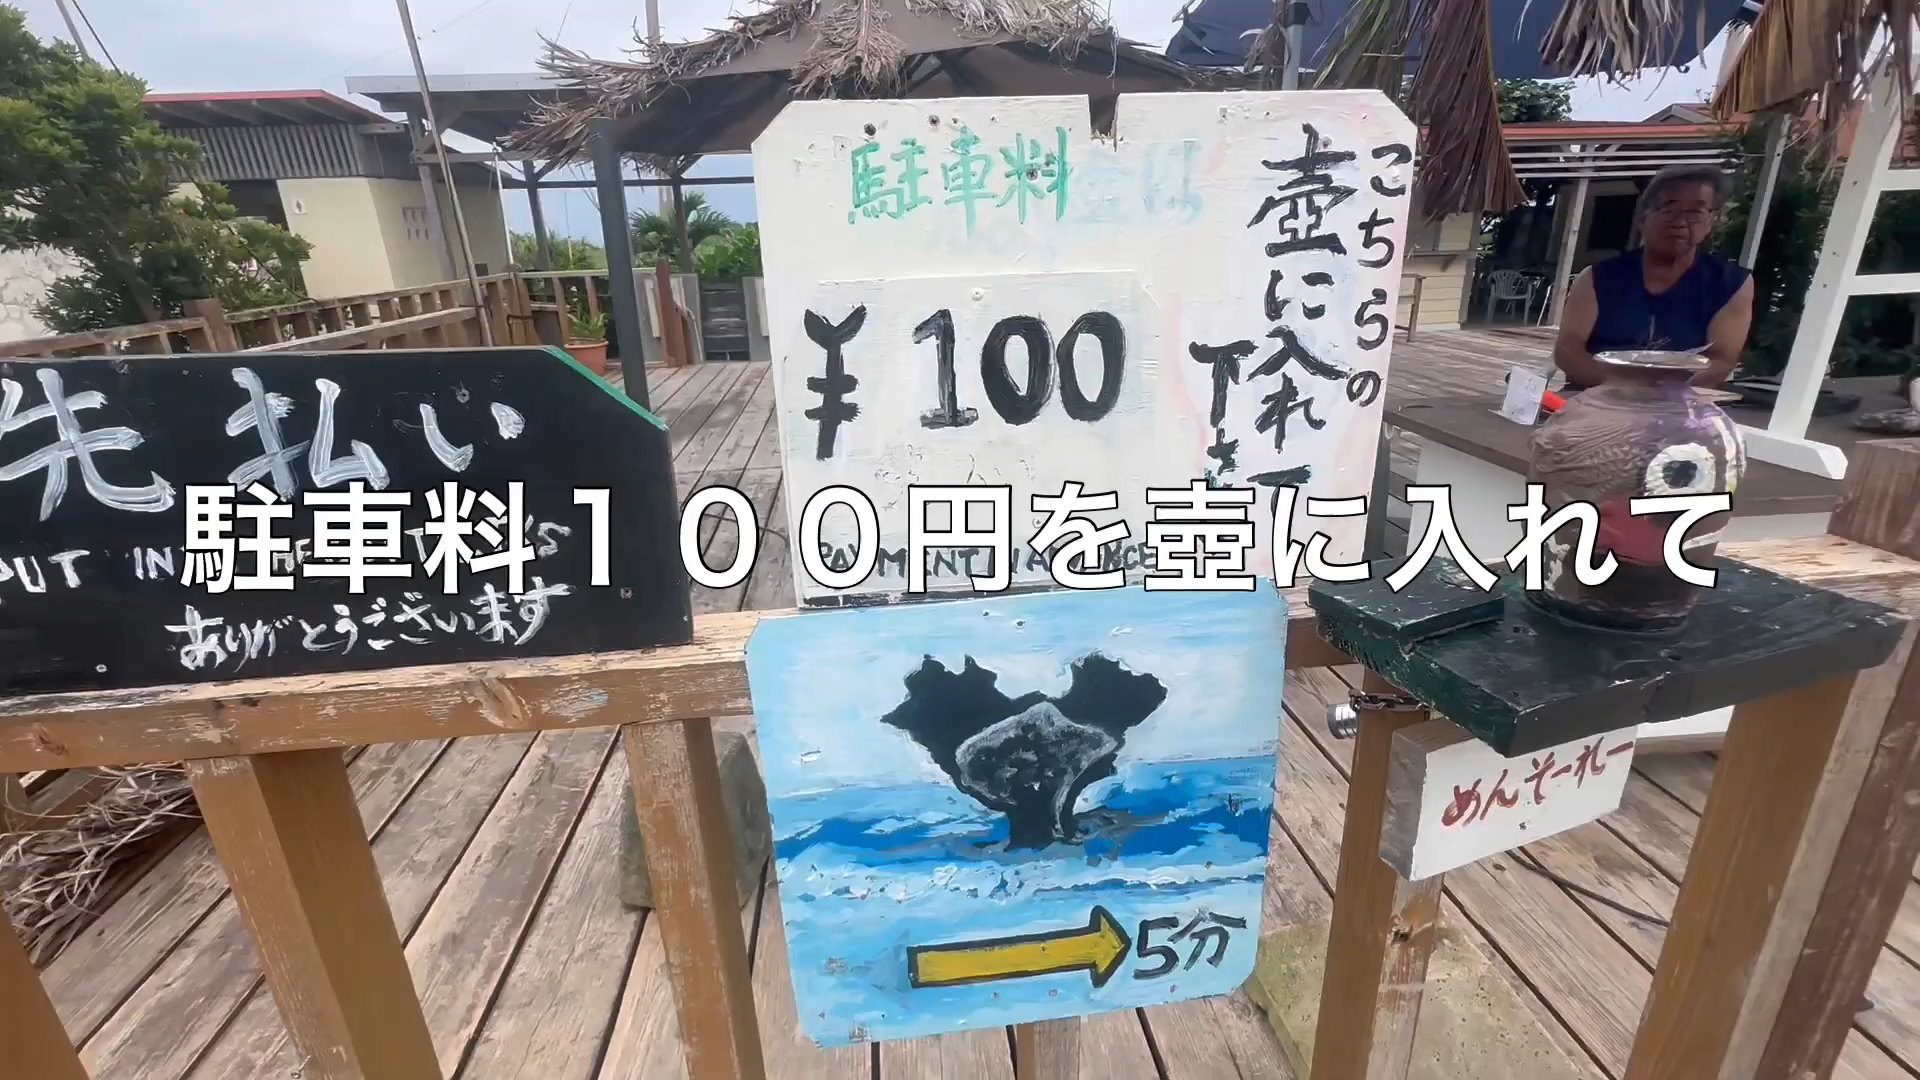 先払い
PUT IN
ありがとうございます
駐車料
¥100
こちらの
壺に入れ
下さい
駐車料１００円を壺に入れて
5分
めんそーれー